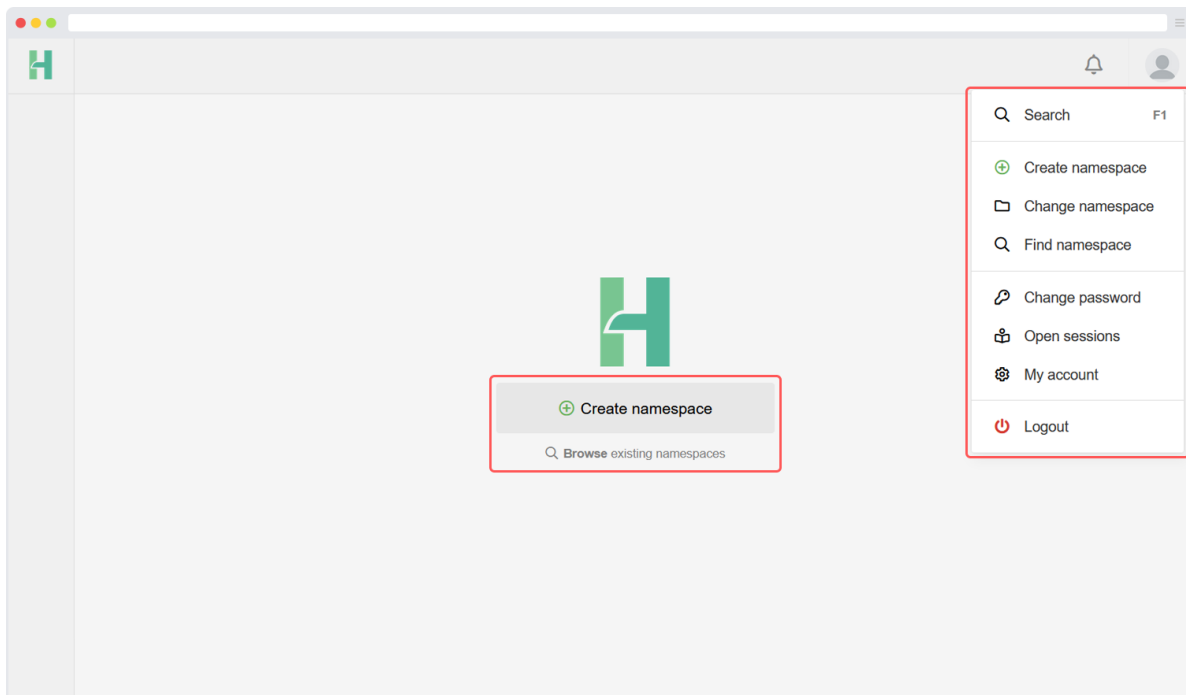 Search F1
Create namespace
Change namespace
Find namespace
Change password
Open sessions
My account
Logout
Create namespace
Browse existing namespaces